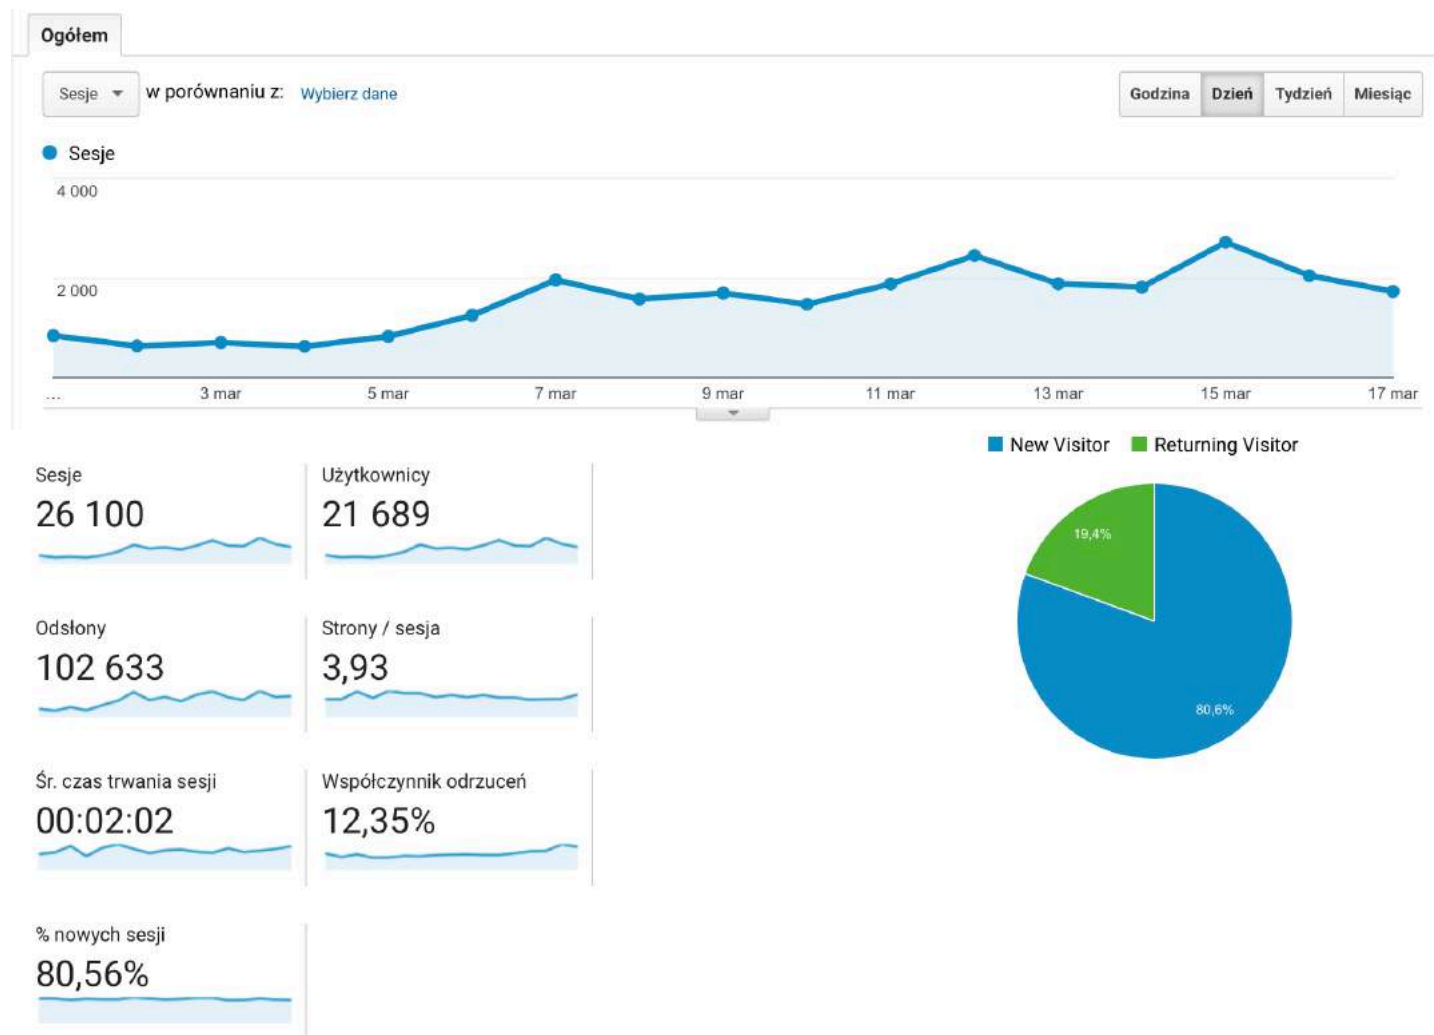 Ogółem
Sesje w porównaniu z: Wybierz dane Godzina Dzień Tydzień Miesiąc
Sesje
4 000
2 000
... 3 mar 5 mar 7 mar 9 mar 11 mar 13 mar 15 mar 17 mar
New Visitor Returning Visitor
Sesje Użytkownicy
26 100 21 689
19,4%
Odsłony Strony / sesja
102 633 3,93
80,6%
Śr. czas trwania sesji Współczynnik odrzuceń
00:02:02 12,35%
% nowych sesji
80,56%